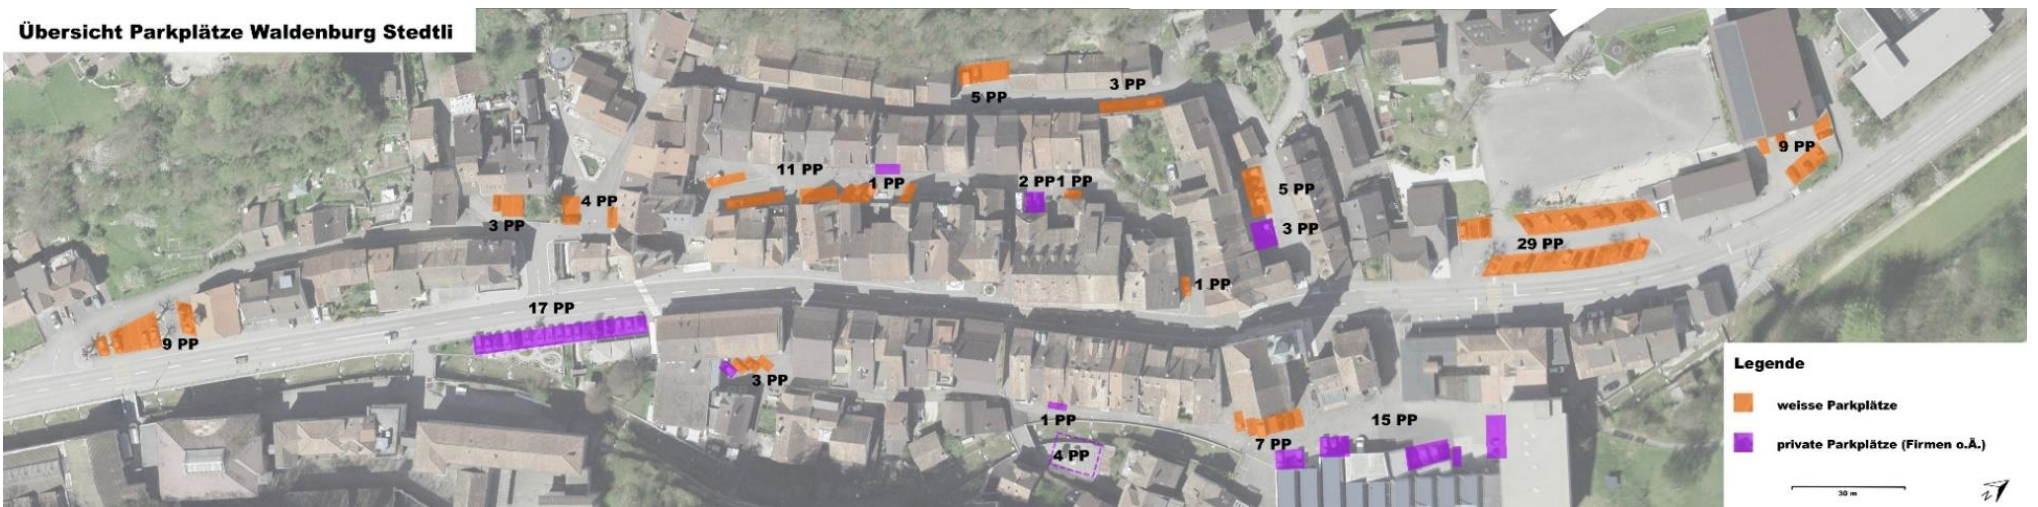 Übersicht Parkplätze Waldenburg Stedtli
5 PP
3 PP
11 PP
1 PP
2 PP
1 PP
9 PP
5 PP
3 PP
4 PP
3 PP
29 PP
1 PP
17 PP
9 PP
3 PP
1 PP
15 PP
7 PP
4 PP
Legende
weisse Parkplätze
private Parkplätze (Firmen o.Ä.)
30 m
N